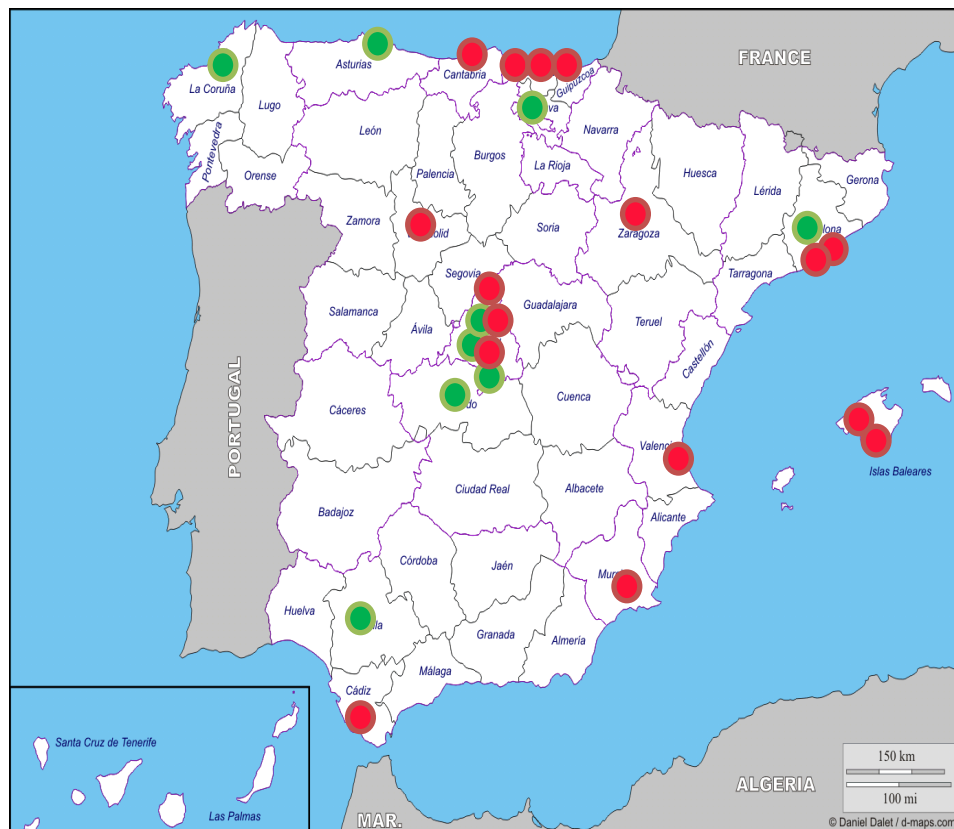 FRANCE
Asturias
Cantabria
Guipuzcoa
La Coruña
Lugo
León
Navarra
Pontevedra
Orense
Palencia
Burgos
La Rioja
Huesca
Lérida
Gerona
Zamora
Soria
Zaragoza
Tarragona
Segovia
Salamanca
Ávila
Guadalajara
Teruel
Castellón
PORTUGAL
Cáceres
Cuenca
Islas Baleares
Badajoz
Ciudad Real
Albacete
Alicante
Córdoba
Jaén
Huelva
Granada
Almería
Málaga
Cádiz
Santa Cruz de Tenerife
Las Palmas
MAR.
ALGERIA
150 km
100 mi
© Daniel Dalet / d-maps.com